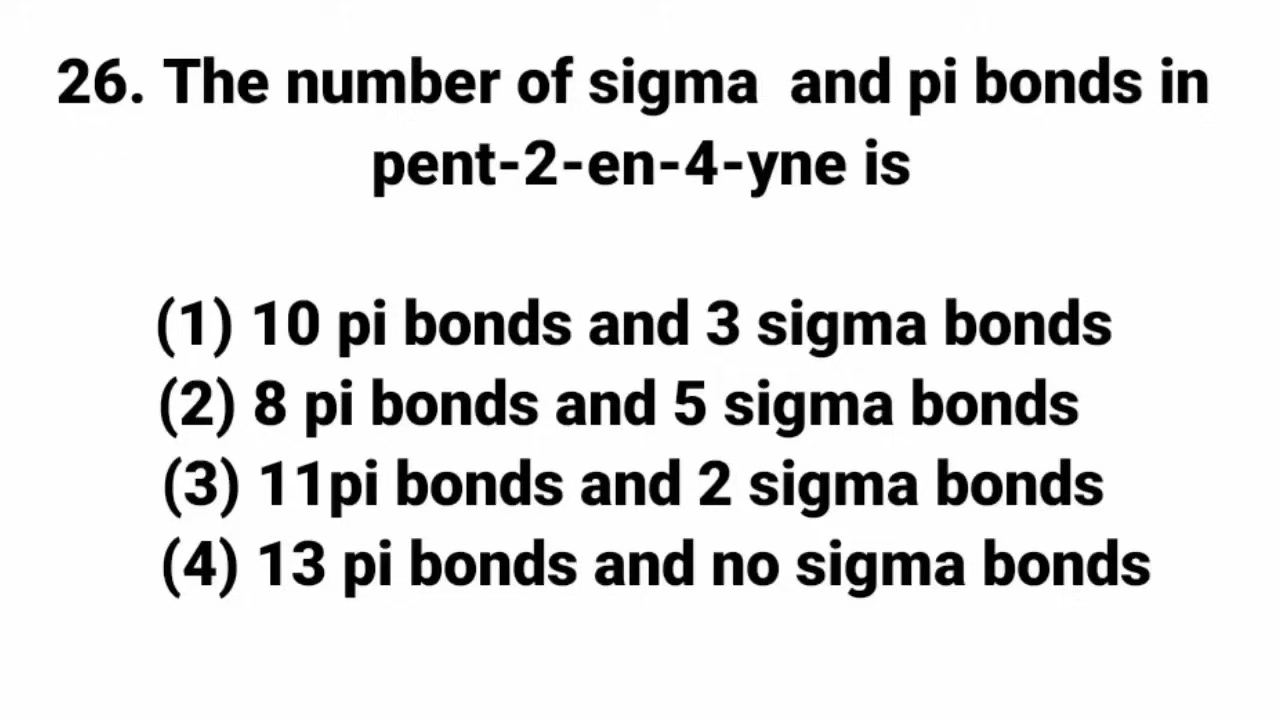 26. The number of sigma  and pi bonds in
pent-2-en-4-yne is
(1) 10 pi bonds and 3 sigma bonds
(2) 8 pi bonds and 5 sigma bonds
(3) 11pi bonds and 2 sigma bonds
(4) 13 pi bonds and no sigma bonds